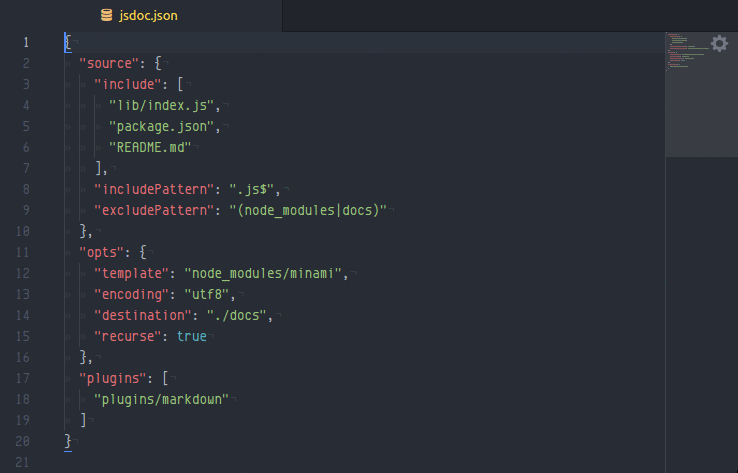 jsdoc.json
1 {
2   "source": {
3     "include": [
4       "lib/index.js",
5       "package.json",
6       "README.md"
7     ],
8     "includePattern": ".js$",
9     "excludePattern": "(node_modules|docs)"
10   },
11   "opts": {
12     "template": "node_modules/minami",
13     "encoding": "utf8",
14     "destination": "./docs",
15     "recurse": true
16   },
17   "plugins": [
18     "plugins/markdown"
19   ]
20 }
21